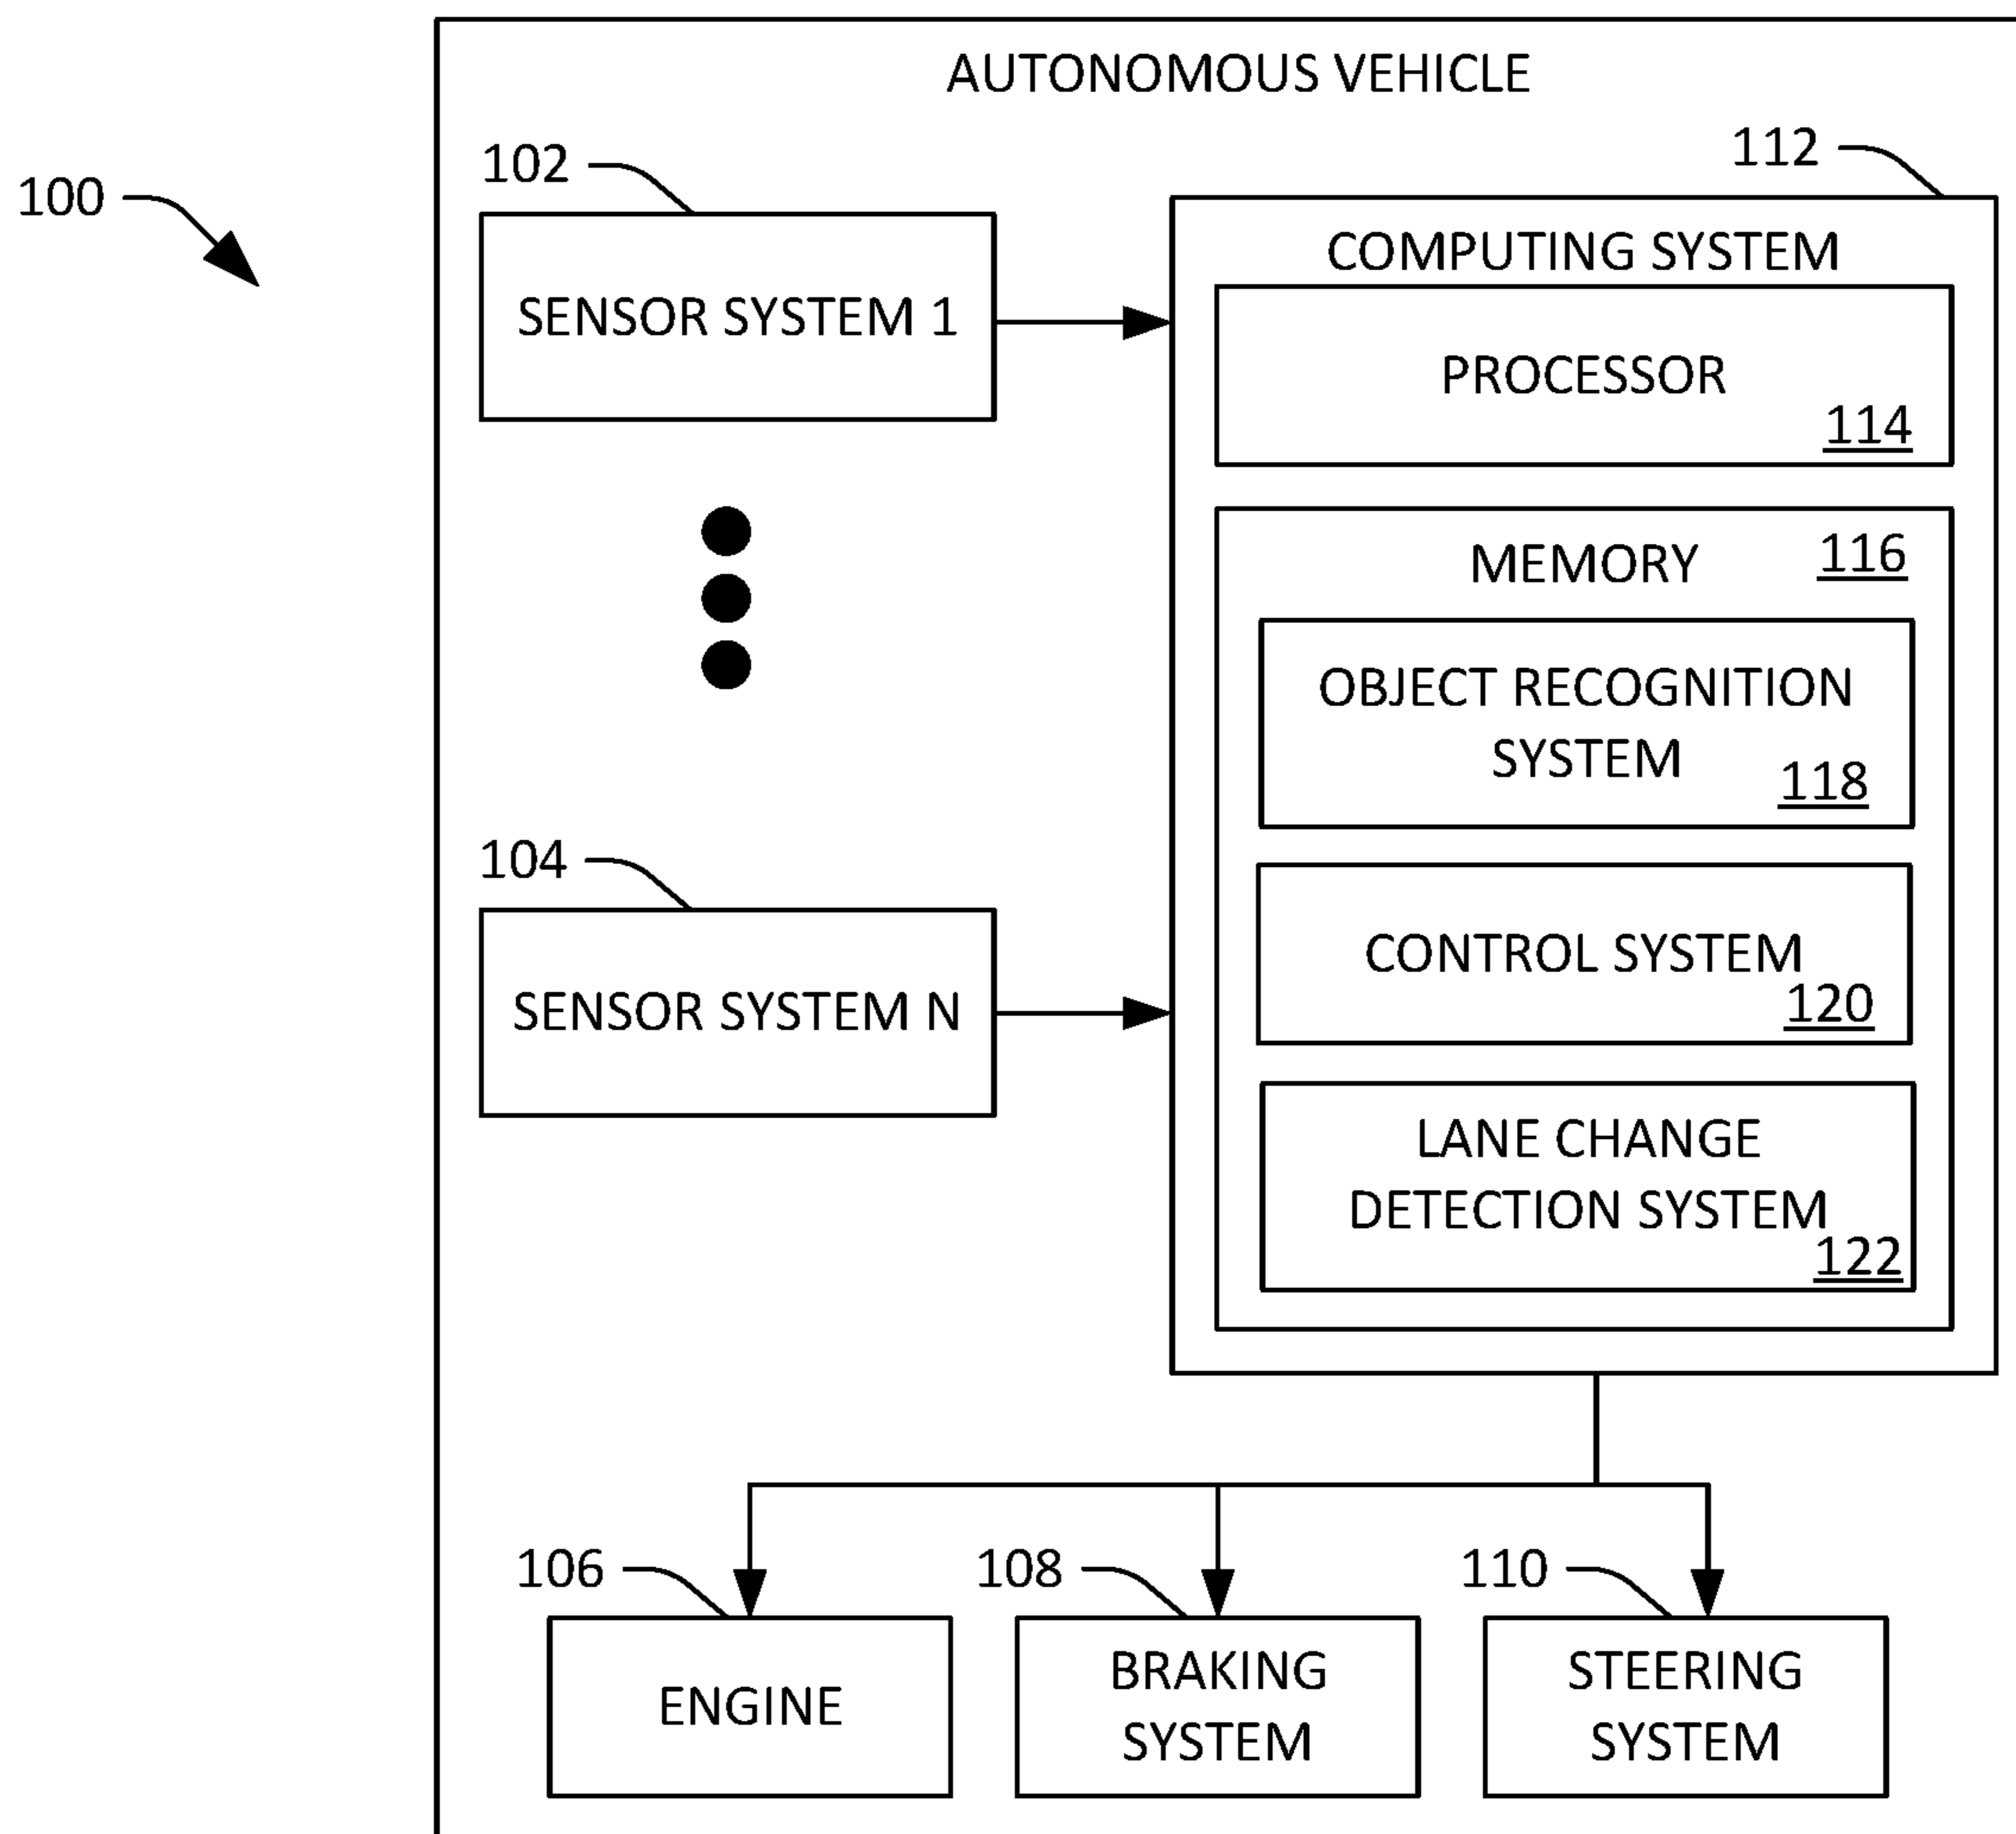 AUTONOMOUS VEHICLE
100
102
SENSOR SYSTEM 1
112
COMPUTING SYSTEM
PROCESSOR
114
MEMORY
116
OBJECT RECOGNITION
SYSTEM
118
104
SENSOR SYSTEM N
CONTROL SYSTEM
120
LANE CHANGE
DETECTION SYSTEM
122
106
ENGINE
108
BRAKING
SYSTEM
110
STEERING
SYSTEM